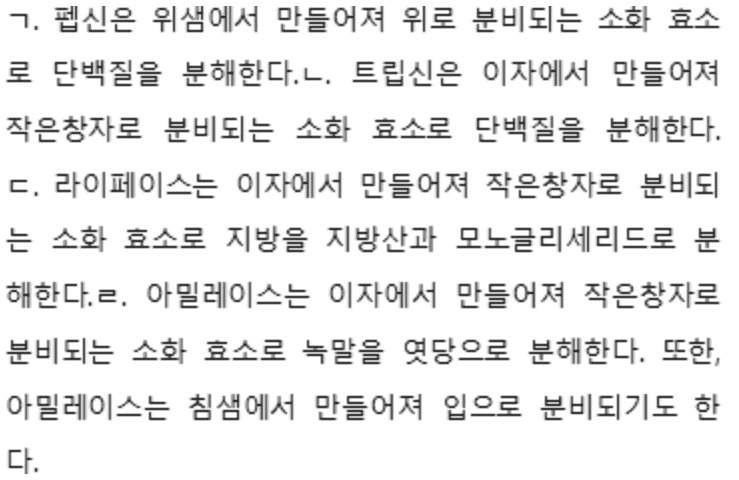 ㄱ. 펩신은 위샘에서 만들어져 위로 분비되는 소화 효소
로 단백질을 분해한다.ㄴ. 트립신은 이자에서 만들어져
작은창자로 분비되는 소화 효소로 단백질을 분해한다.
ㄷ. 라이페이스는 이자에서 만들어져 작은창자로 분비되
는 소화 효소로 지방을 지방산과 모노글리세리드로 분
해한다.ㄹ. 아밀레이스는 이자에서 만들어져 작은창자로
분비되는 소화 효소로 녹말을 엿당으로 분해한다. 또한,
아밀레이스는 침샘에서 만들어져 입으로 분비되기도 한
다.